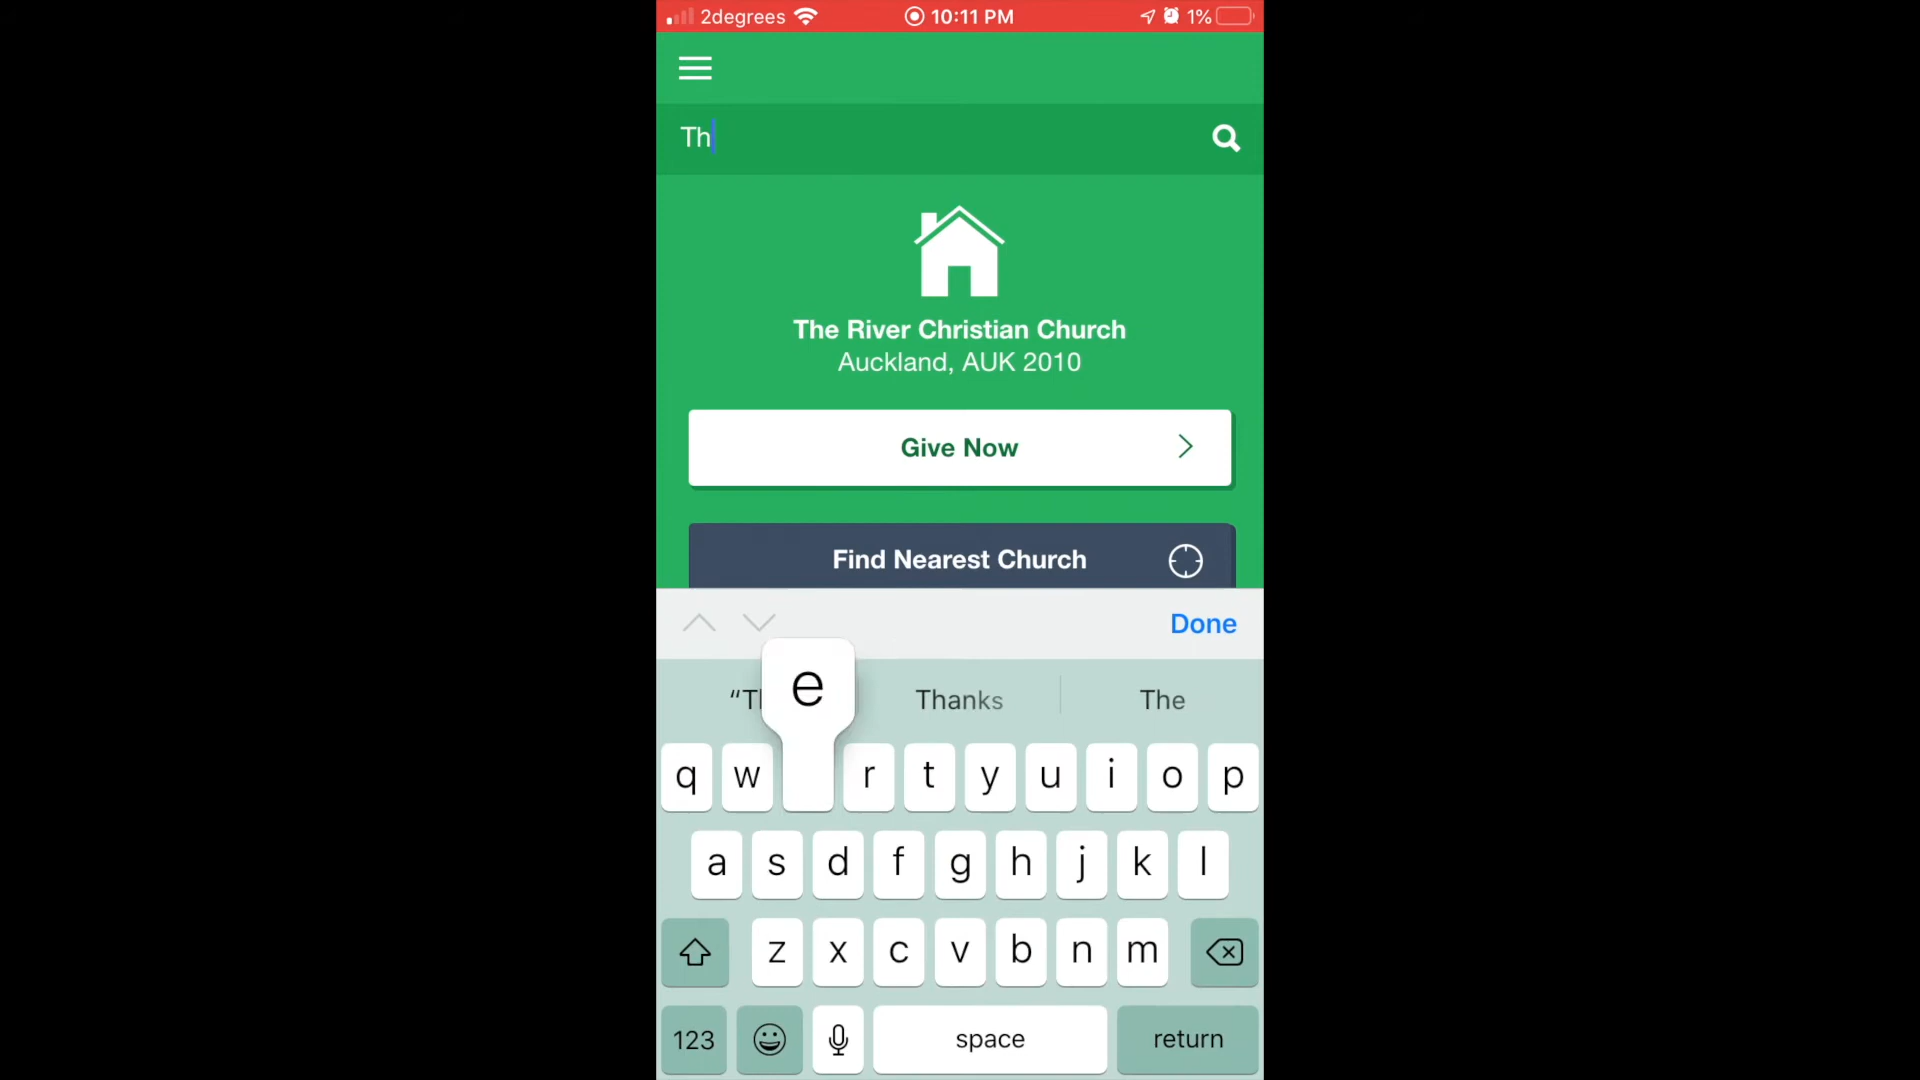 2degrees 10:11 PM 1%
Th
The River Christian Church
Auckland, AUK 2010
Give Now
Find Nearest Church
Done
e
Thanks The
q w r t y u i o p
a s d f g h j k l
z x c v b n m
123 space return